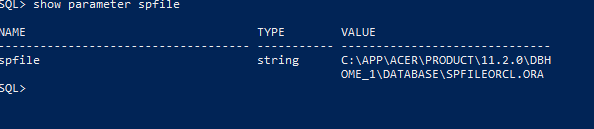 SQL> show parameter spfile
NAME                                 TYPE        VALUE
------------------------------------ ----------- ------------------------------
spfile                               string      C:\APP\ACER\PRODUCT\11.2.0\DBH
                                                 OME_1\DATABASE\SPFILEORCL.ORA
SQL>